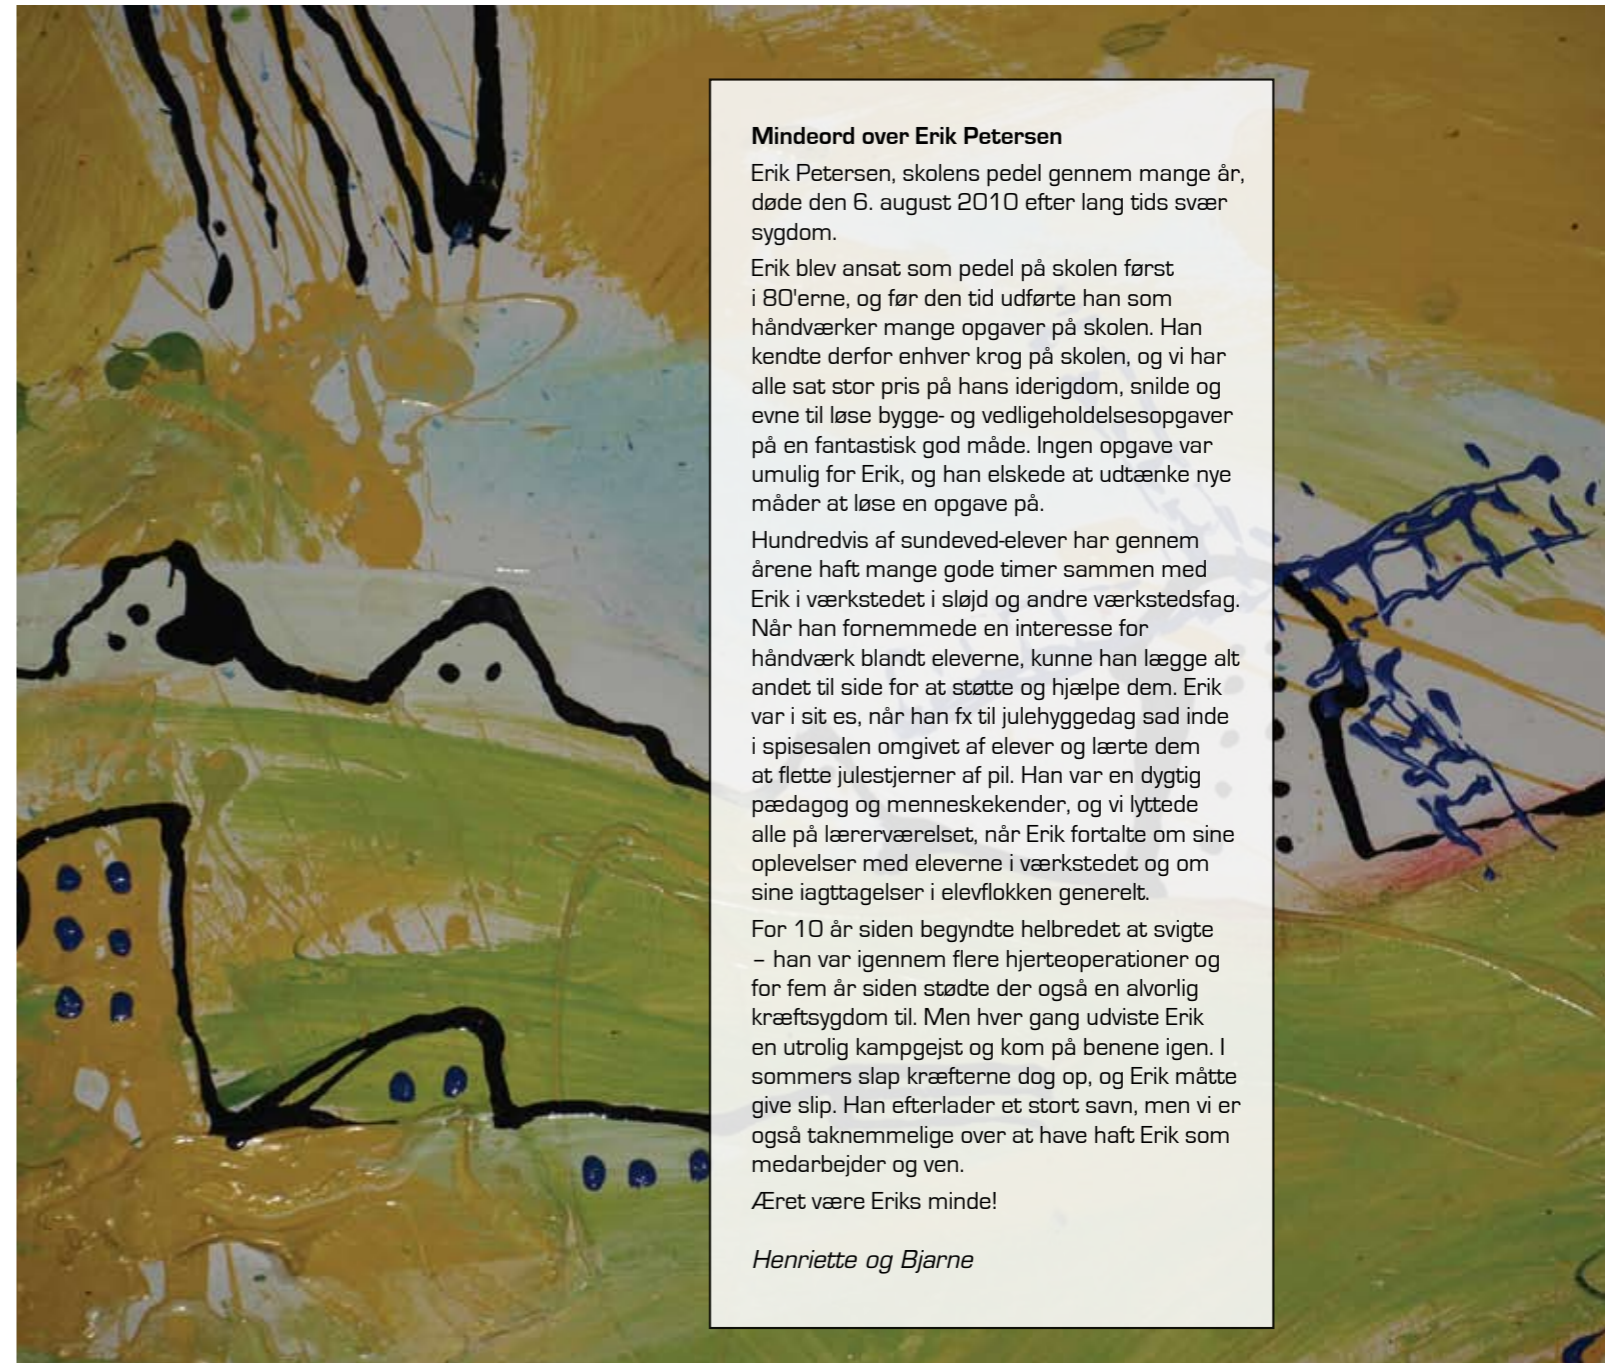 Mindeord over Erik Petersen
Erik Petersen, skolens pedel gennem mange år,
døde den 6. august 2010 efter lang tids svær
sygdom.
Erik blev ansat som pedel på skolen først
i 80'erne, og før den tid udførte han som
håndværker mange opgaver på skolen. Han
kendte derfor enhver krog på skolen, og vi har
alle sat stor pris på hans iderigdom, snilde og
evne til løse bygge- og vedligeholdelsesopgaver
på en fantastisk god måde. Ingen opgave var
umulig for Erik, og han elskede at udtænke nye
måder at løse en opgave på.
Hundredvis af sundeved-elever har gennem
årene haft mange gode timer sammen med
Erik i værkstedet i sløjd og andre værkstedsfag.
Når han fornemmede en interesse for
håndværk blandt eleverne, kunne han lægge alt
andet til side for at støtte og hjælpe dem. Erik
var i sit es, når han fx til julehyggedag sad inde
i spisesalen omgivet af elever og lærte dem
at flette julestjerner af pil. Han var en dygtig
pædagog og menneskekender, og vi lyttede
alle på lærerværelset, når Erik fortalte om sine
oplevelser med eleverne i værkstedet og om
sine iagttagelser i elevflokken generelt.
For 10 år siden begyndte helbredet at svigte
– han var igennem flere hjerteoperationer og
for fem år siden stødte der også en alvorlig
kræftsygdom til. Men hver gang udviste Erik
en utrolig kampgejst og kom på benene igen. I
sommers slap kræfterne dog op, og Erik måtte
give slip. Han efterlader et stort savn, men vi er
også taknemmelige over at have haft Erik som
medarbejder og ven.
Æret være Eriks minde!
Henriette og Bjarne